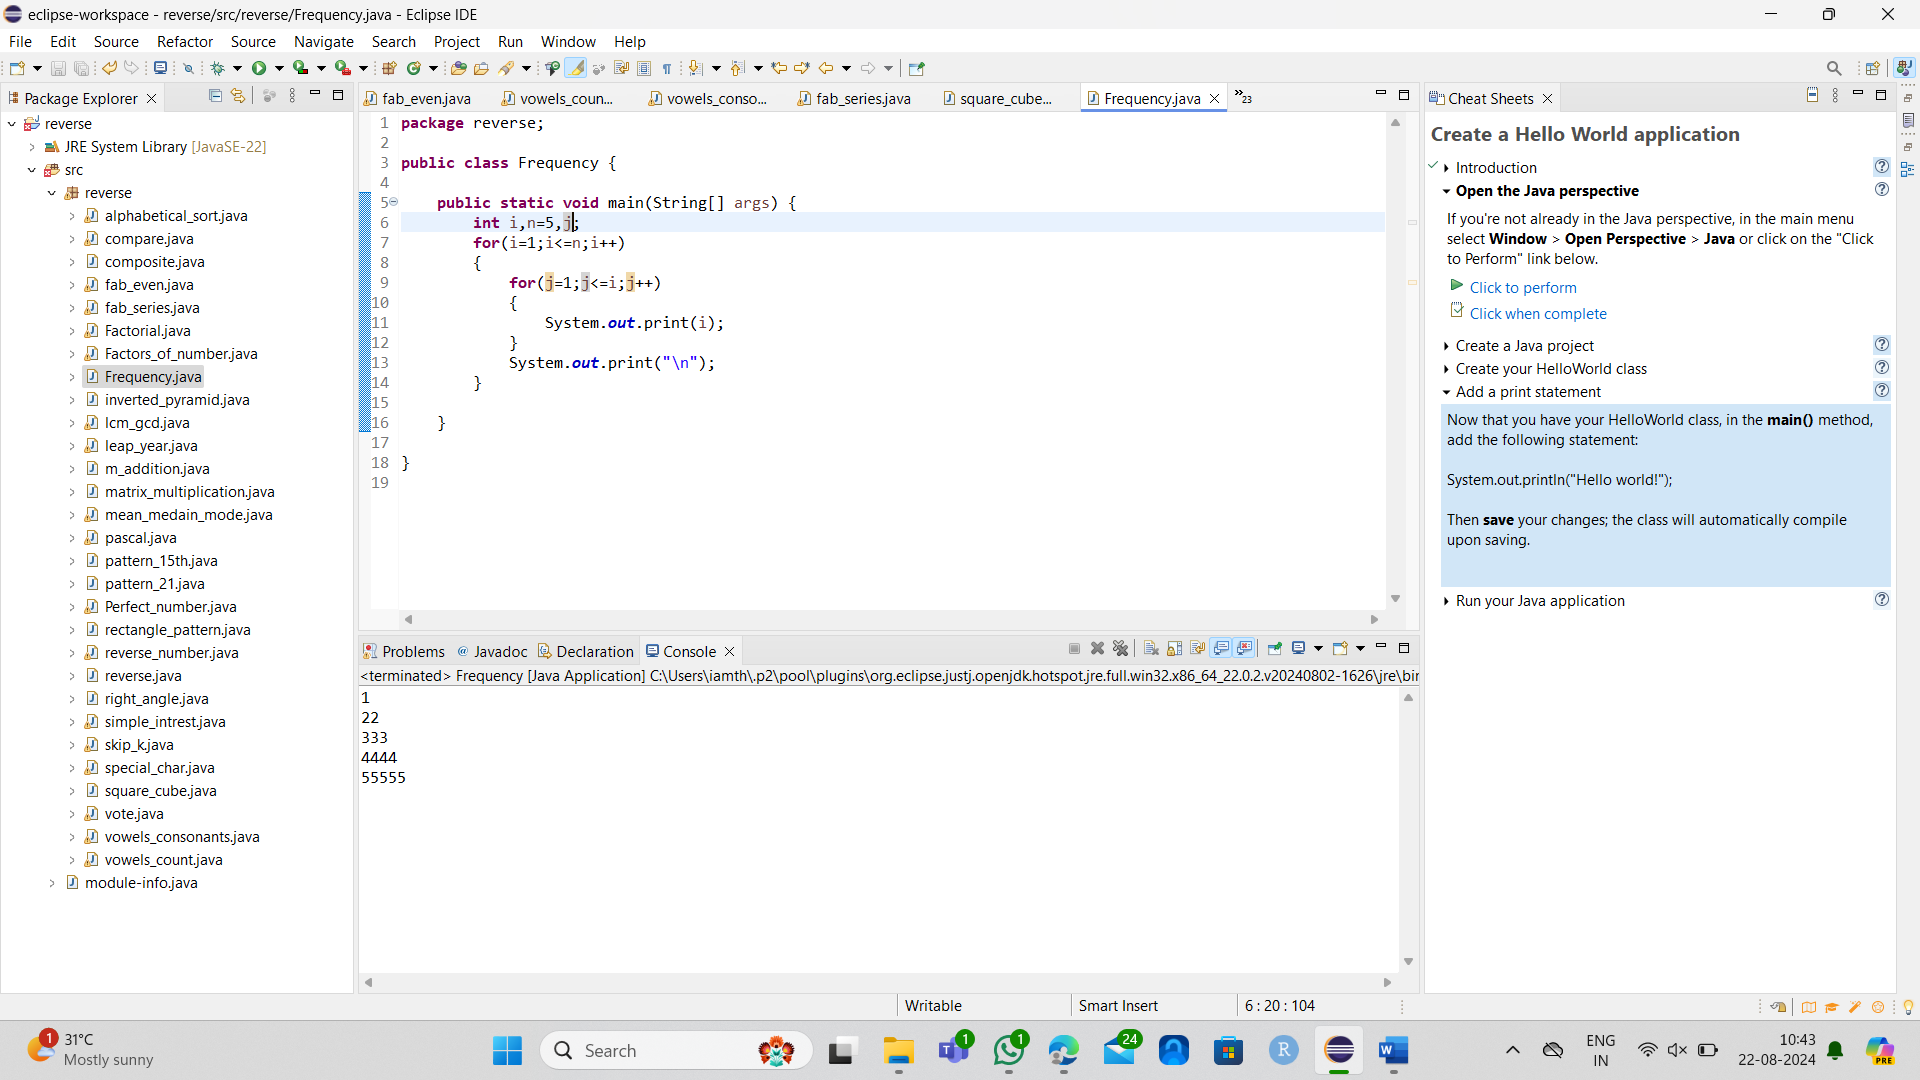 eclipse-workspace - reverse/src/reverse/Frequency.java - Eclipse IDE
File Edit Source Refactor Source Navigate Search Project Run Window Help
Package Explorer
reverse
JRE System Library [JavaSE-22]
src
reverse
alphabetical_sort.java
compare.java
composite.java
fab_even.java
fab_series.java
Factorial.java
Factors_of_number.java
Frequency.java
inverted_pyramid.java
lcm_gcd.java
leap_year.java
m_addition.java
matrix_multiplication.java
mean_medain_mode.java
pascal.java
pattern_15th.java
pattern_21.java
Perfect_number.java
rectangle_pattern.java
reverse_number.java
reverse.java
right_angle.java
simple_intrest.java
skip_k.java
special_char.java
square_cube.java
vote.java
vowels_consonants.java
vowels_count.java
module-info.java
fab_even.java vowels_coun... vowels_conso... fab_series.java square_cube... Frequency.java »23
1 package reverse;
2
3 public class Frequency {
4
5 public static void main(String[] args) {
6 int i,n=5,j;
7 for(i=1;i<=n;i++)
8 {
9 for(j=1;j<=i;j++)
10 {
11 System.out.print(i);
12 }
13 System.out.print("\n");
14 }
15
16 }
17
18 }
19
Problems Javadoc Declaration Console
<terminated> Frequency [Java Application] C:\Users\iamth\.p2\pool\plugins\org.eclipse.justj.openjdk.hotspot.jre.full.win32.x86_64_22.0.2.v20240802-1626\jre\bin
1
22
333
4444
55555
Cheat Sheets
Create a Hello World application
Introduction
Open the Java perspective
If you're not already in the Java perspective, in the main menu
select Window > Open Perspective > Java or click on the "Click
to Perform" link below.
Click to perform
Click when complete
Create a Java project
Create your HelloWorld class
Add a print statement
Now that you have your HelloWorld class, in the main() method,
add the following statement:
System.out.println("Hello world!");
Then save your changes; the class will automatically compile
upon saving.
Run your Java application
Writable Smart Insert 6 : 20 : 104
1
31°C
Mostly sunny
Search
1
1
24
R
W
ENG
IN
10:43
22-08-2024
PRE